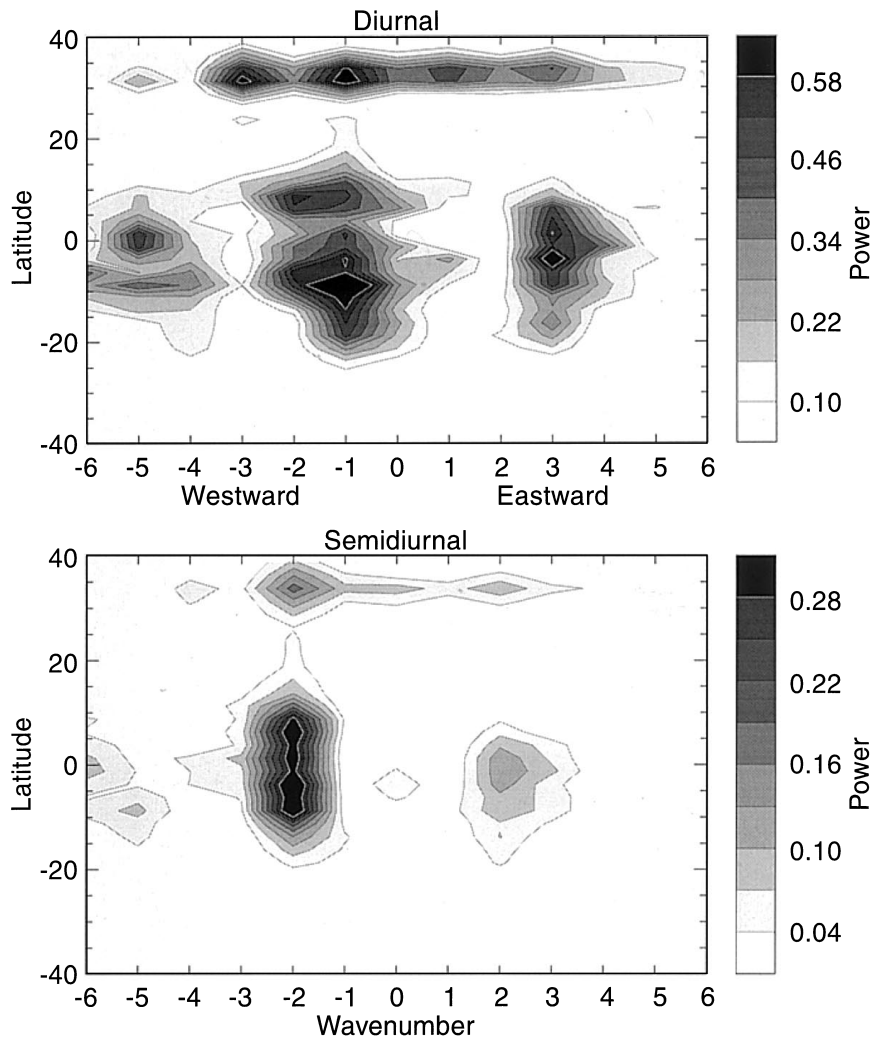 Diurnal
40
20
0
-20
-40
Latitude
-6 -5 -4 -3 -2 -1 0 1 2 3 4 5 6
Westward Eastward
0.58
0.46
0.34
0.22
0.10
Power
Semidiurnal
40
20
0
-20
-40
Latitude
-6 -5 -4 -3 -2 -1 0 1 2 3 4 5 6
Wavenumber
0.28
0.22
0.16
0.10
0.04
Power